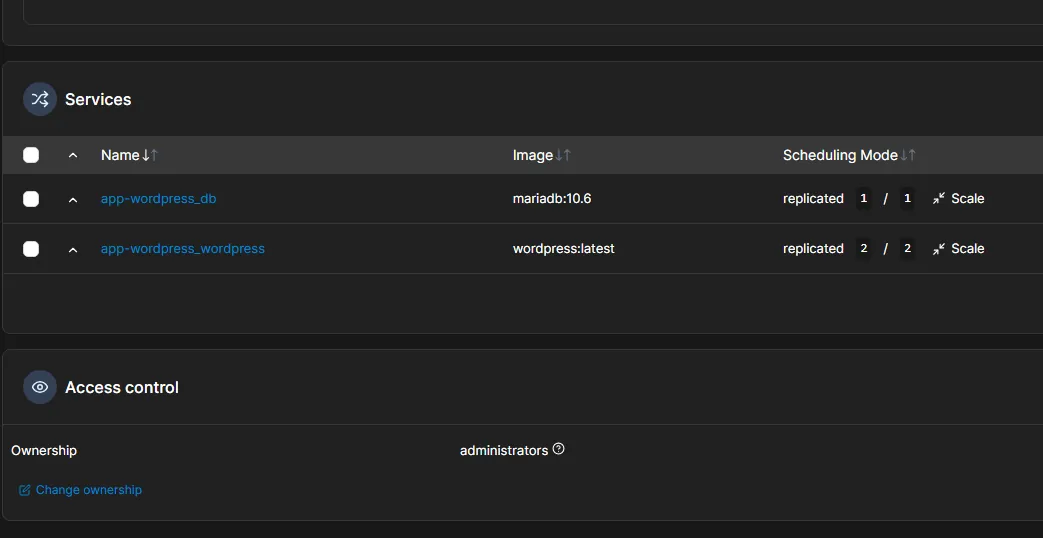 Services
Name Image Scheduling Mode
app-wordpress_db mariadb:10.6 replicated 1 / 1 Scale
app-wordpress_wordpress wordpress:latest replicated 2 / 2 Scale
Access control
Ownership administrators
Change ownership